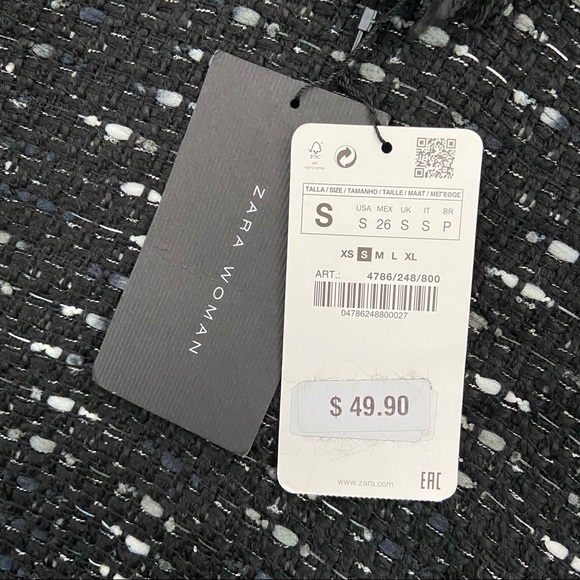 ZARA WOMAN
FSC
TALLA / SIZE / TAMANHO / TAILLE / MAAT / ΜΕΓΕΘΟΣ
S
USA MEX UK IT BR
S 26 S S P
XS S M L XL
ART.: 4786/248/800
04786248800027
$ 49.90
www.zara.com
EAC